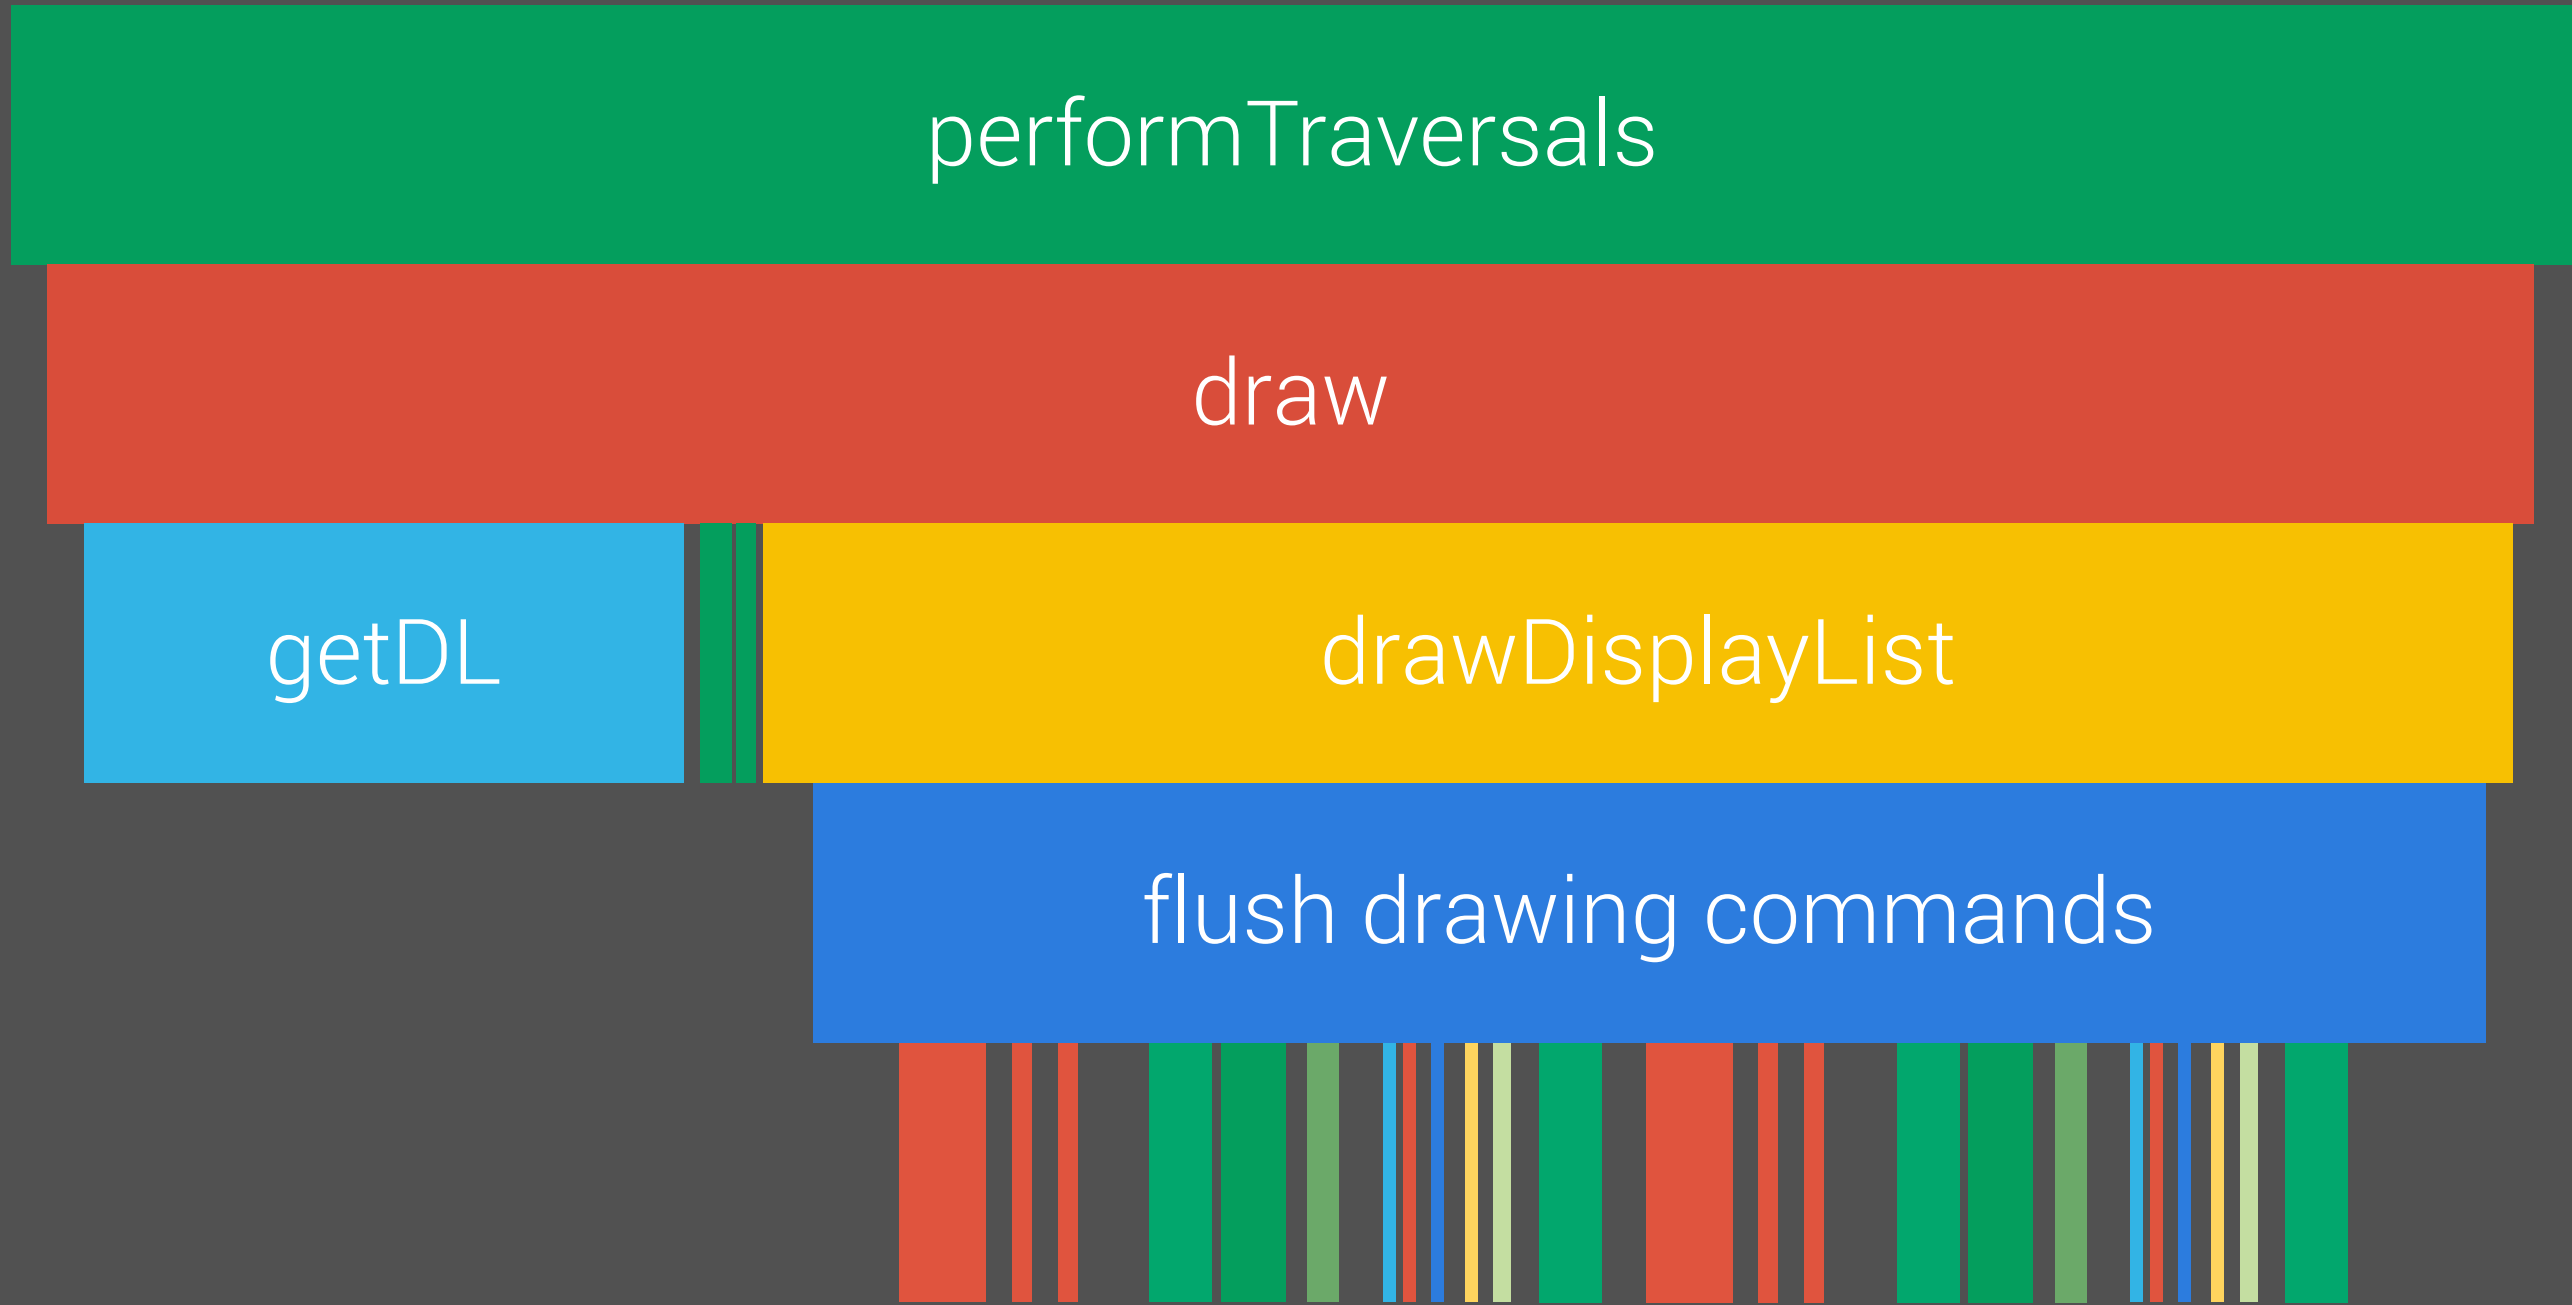 performTraversals
draw
getDL
drawDisplayList
flush drawing commands